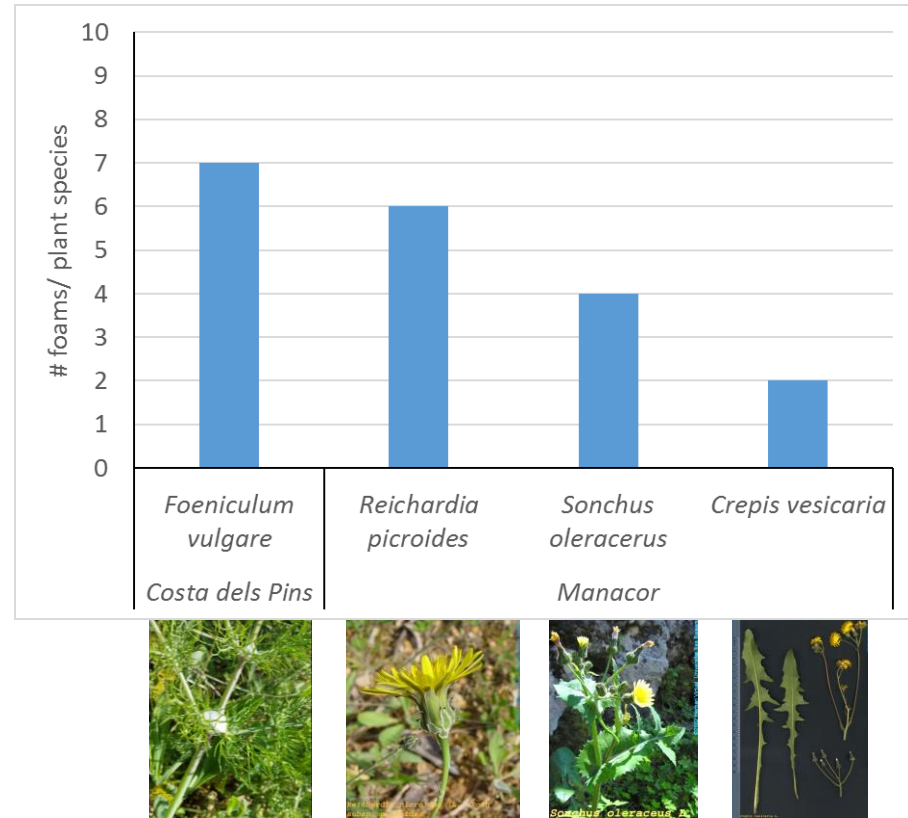 10
9
8
7
6
5
4
3
2
1
0
# foams/ plant species
Foeniculum
vulgare
Reichardia
picroides
Sonchus
oleracerus
Crepis vesicaria
Costa dels Pins
Manacor
Sonchus oleraceus L.